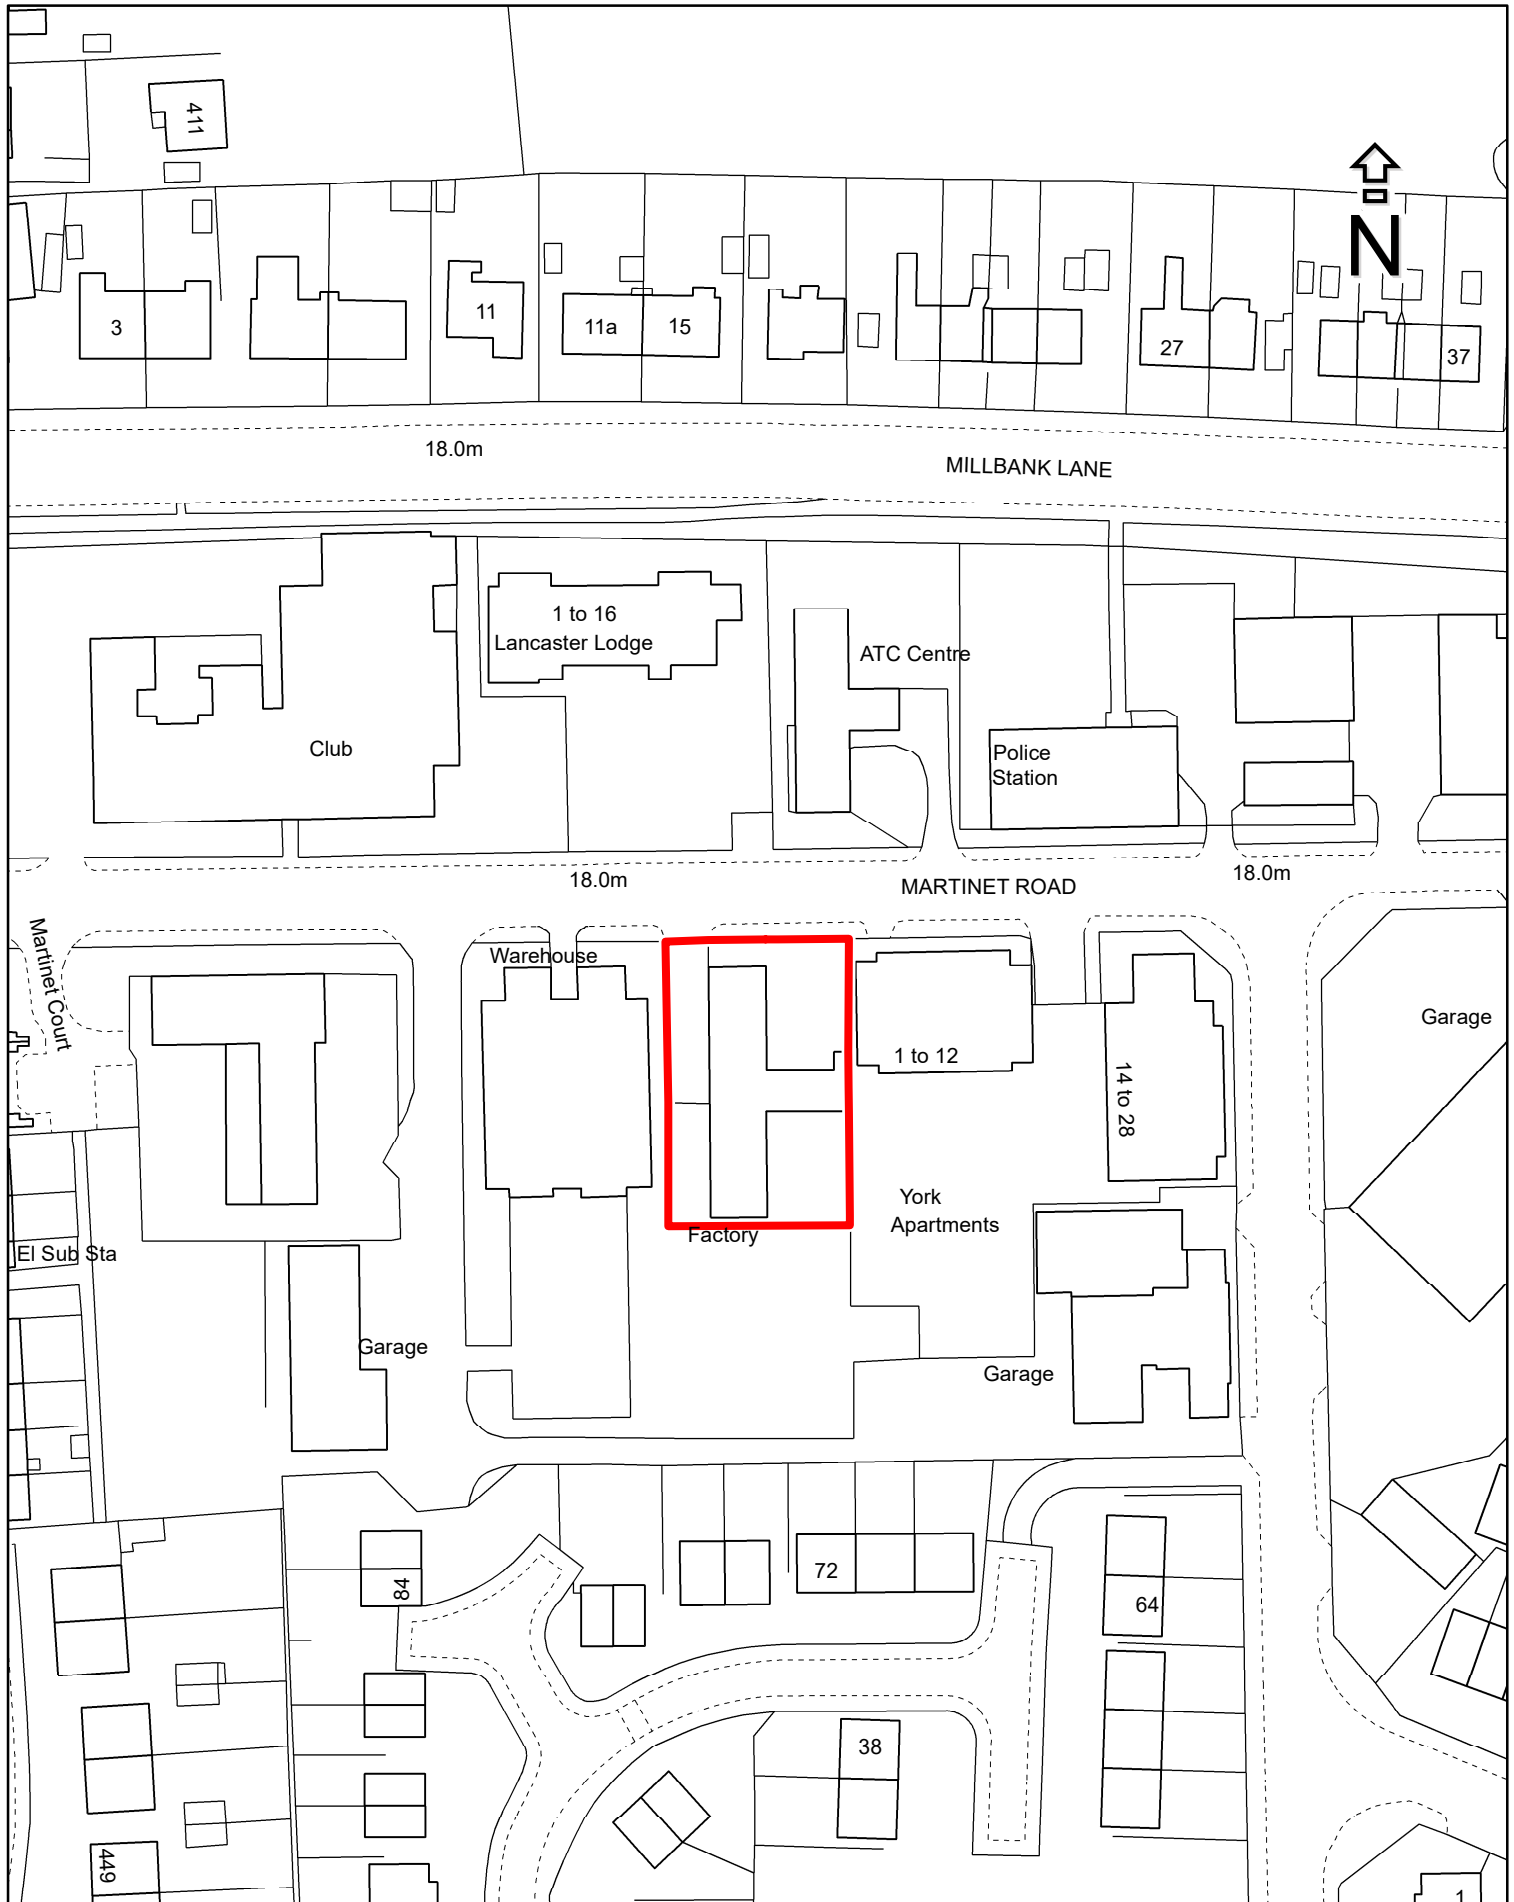 411
N
3
11
11a
15
27
37
18.0m
MILLBANK LANE
1 to 16
Lancaster Lodge
ATC Centre
Club
Police
Station
18.0m
MARTINET ROAD
18.0m
Martinet Court
Warehouse
Garage
1 to 12
14 to 28
York
Apartments
Factory
El Sub Sta
Garage
Garage
72
84
64
38
449
1